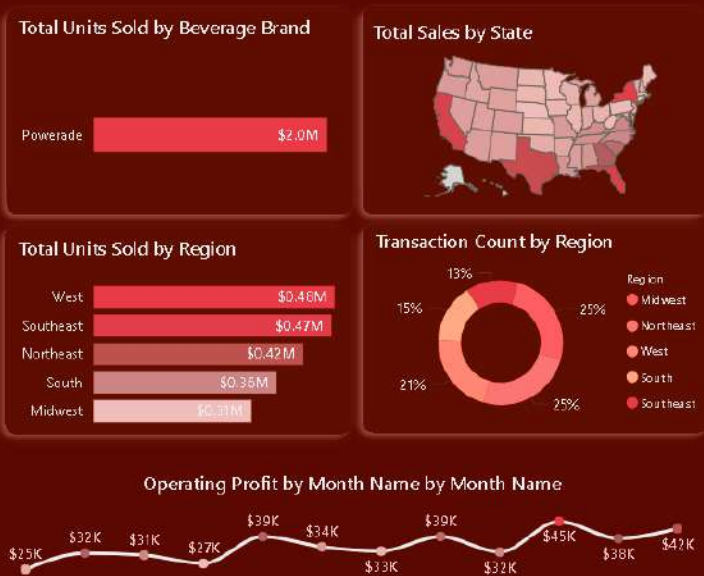 Total Units Sold by Beverage Brand
Powerade
$2.0M
Total Sales by State
Total Units Sold by Region
West
$0.48M
Southeast
$0.47M
Northeast
$0.42M
South
$0.36M
Midwest
$0.31M
Transaction Count by Region
13%
15%
25%
21%
25%
Region
Midwest
Northeast
West
South
Southeast
Operating Profit by Month Name by Month Name
$25K
$32K
$31K
$27K
$39K
$34K
$33K
$39K
$32K
$45K
$38K
$42K